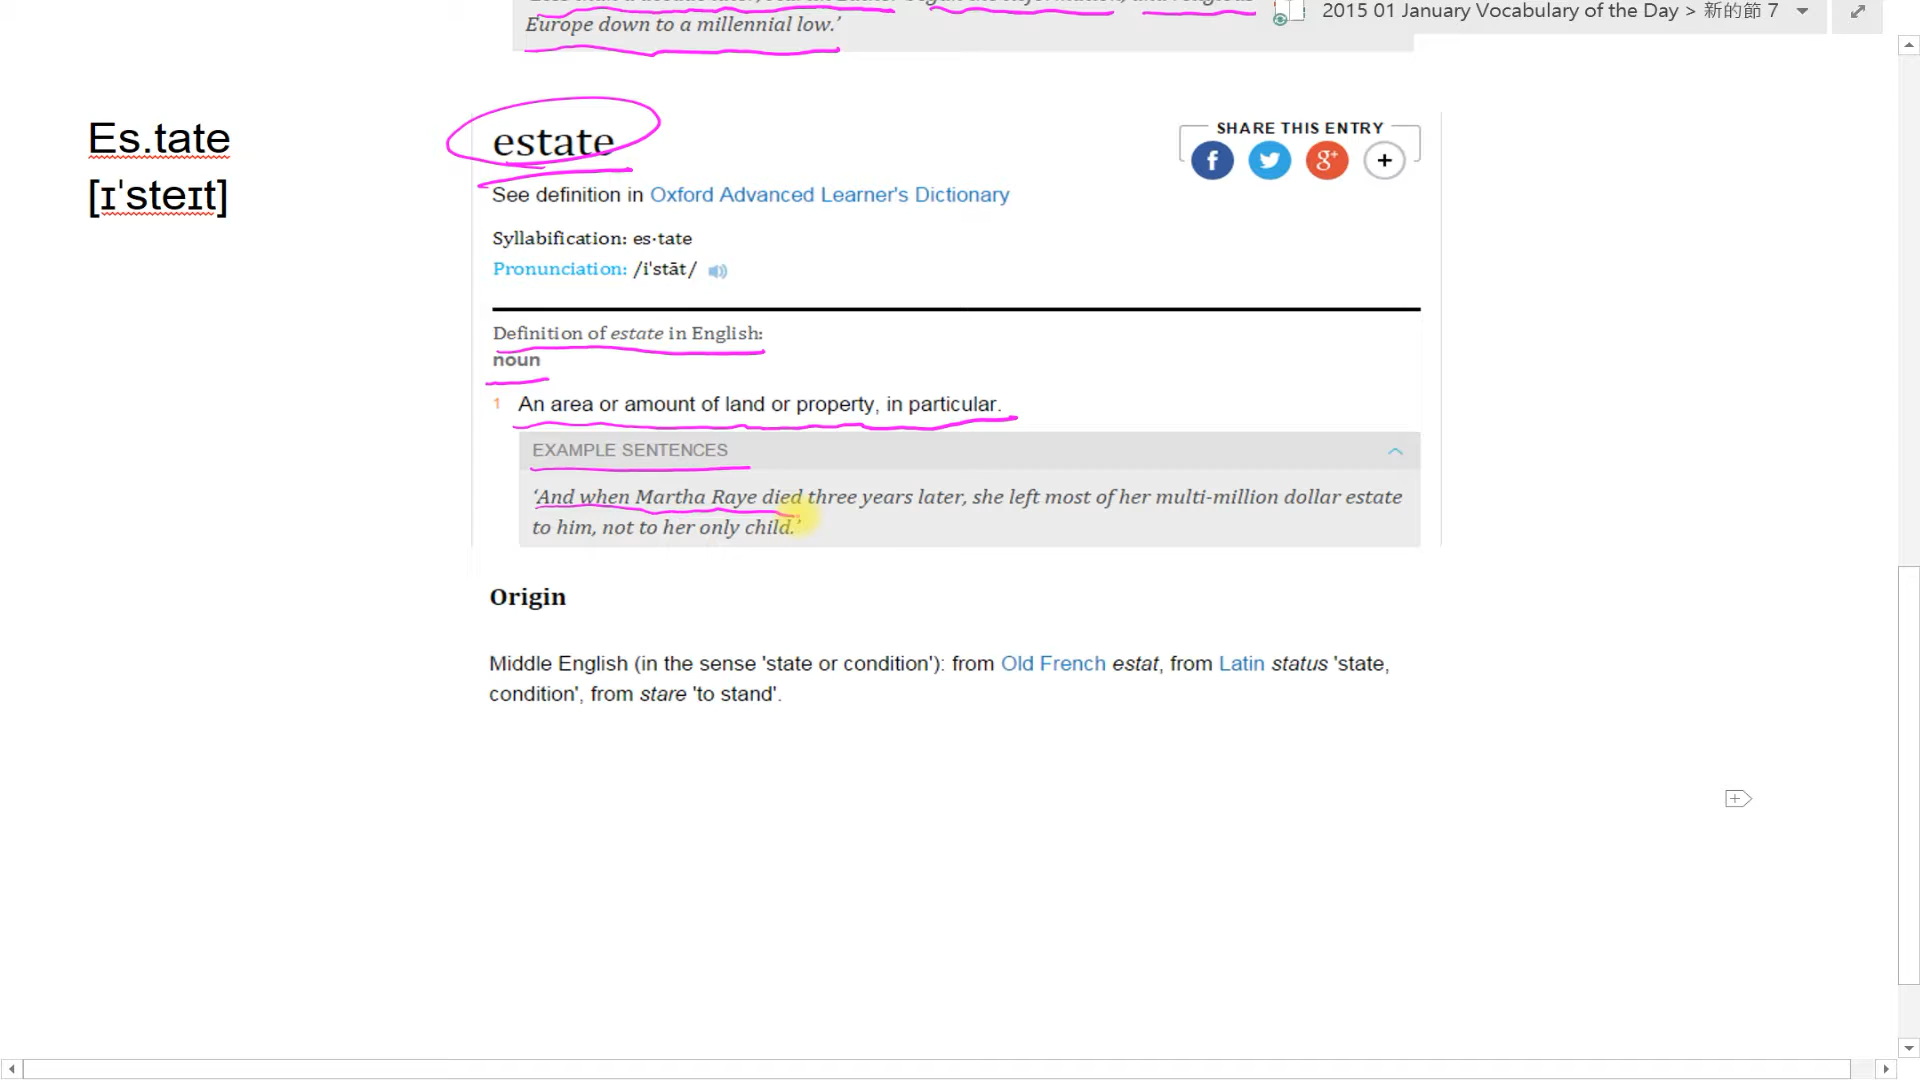 Europe down to a millennial low.’
2015 01 January Vocabulary of the Day > 新的節 7
Es.tate
[ɪˈsteɪt]
estate
SHARE THIS ENTRY
f
g+
+
See definition in Oxford Advanced Learner's Dictionary
Syllabification: es·tate
Pronunciation: /iˈstāt/
Definition of estate in English:
noun
1 An area or amount of land or property, in particular.
EXAMPLE SENTENCES
‘And when Martha Raye died three years later, she left most of her multi-million dollar estate
to him, not to her only child.’
Origin
Middle English (in the sense 'state or condition'): from Old French estat, from Latin status 'state,
condition', from stare 'to stand'.